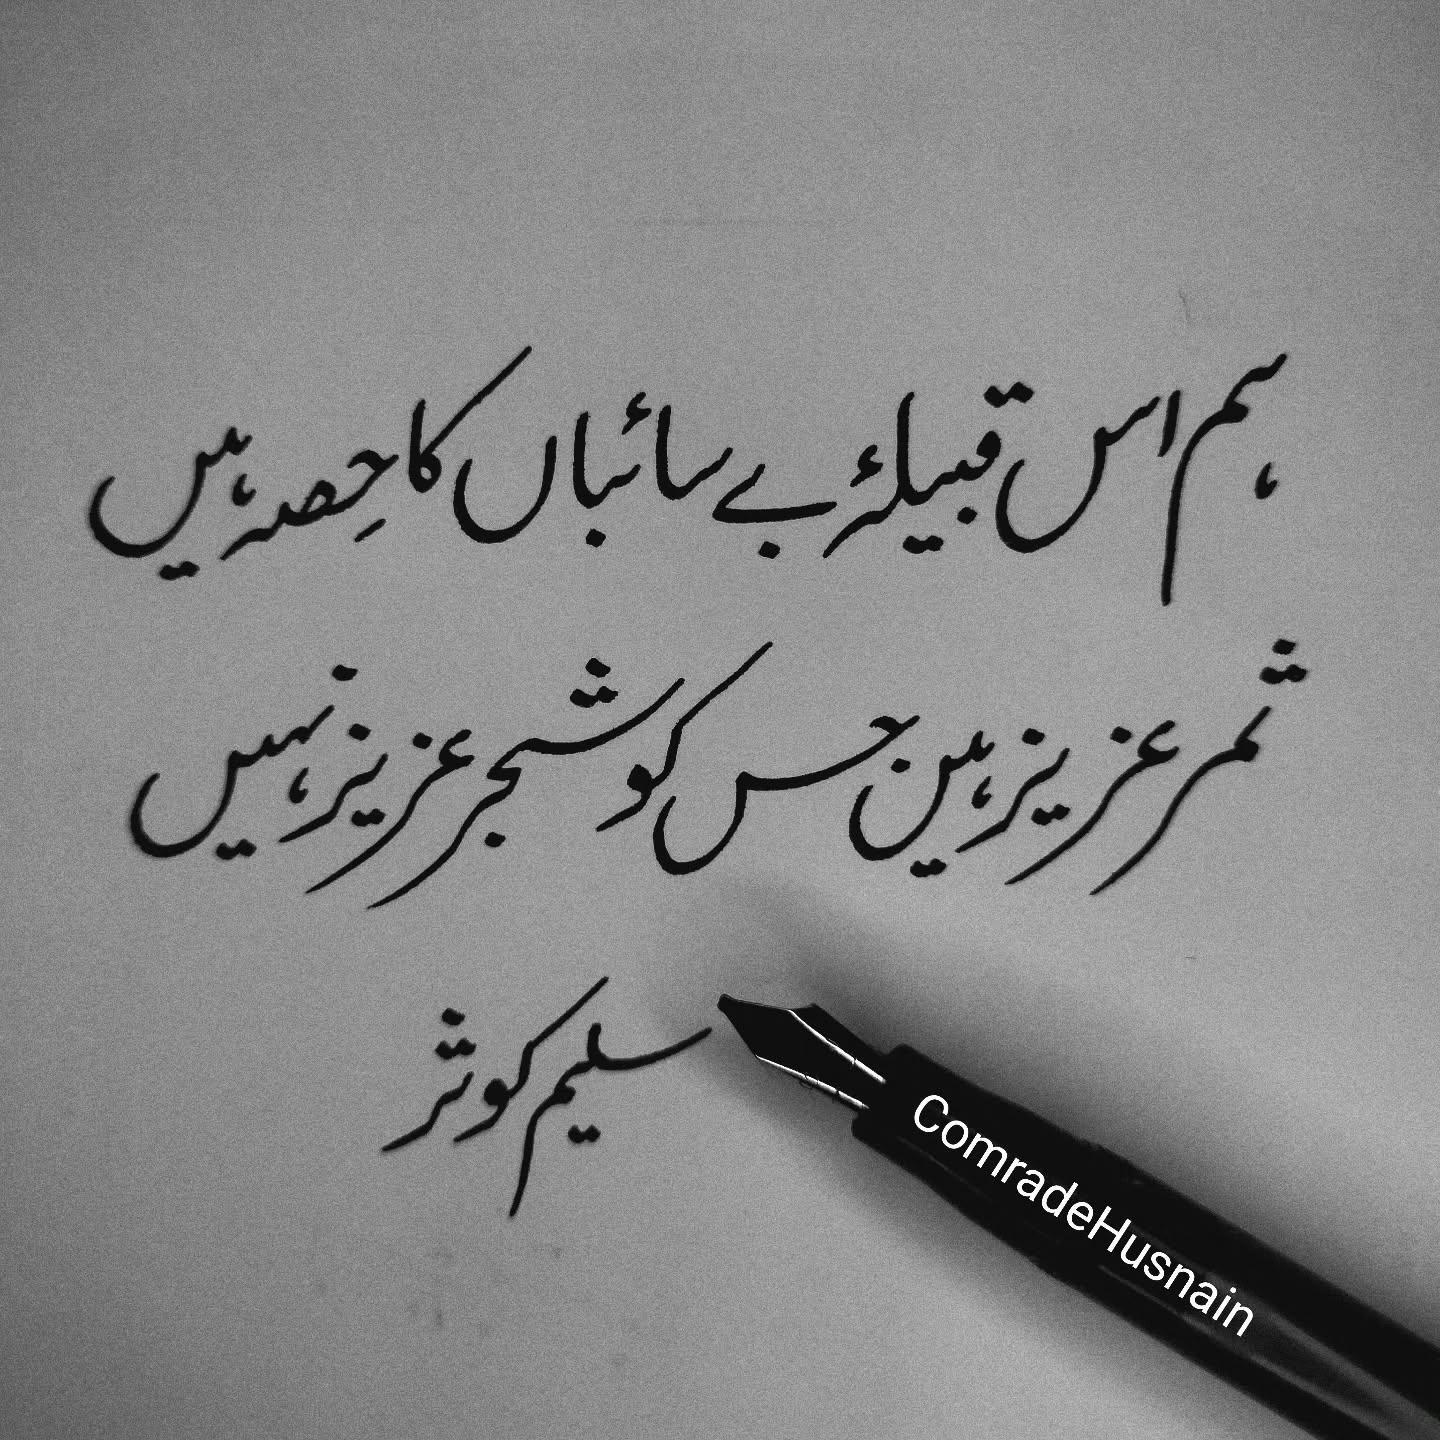 ہم اس قبیلۂ بے سائباں کا حِصہ ہیں
ثمر عزیز ہیں جس کو شجر عزیز نہیں
سلیم کوثر
ComradeHusnain